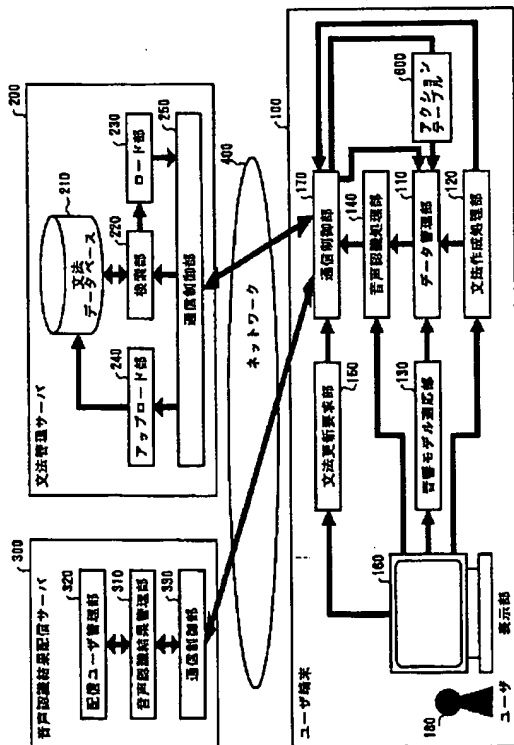 音声認識結果配信サーバ
300
配信ユーザ管理部
320
音声認識結果管理部
310
通信制御部
330
文法管理サーバ
200
文法
データベース
210
アップロード部
240
検索部
220
ロード部
230
通信制御部
250
ネットワーク
400
ユーザ端末
100
通信制御部
170
音声認識処理部
140
データ管理部
110
文法作成処理部
120
アクション
テーブル
600
文法更新要求部
150
音響モデル適応部
130
160
表示部
180
ユーザ